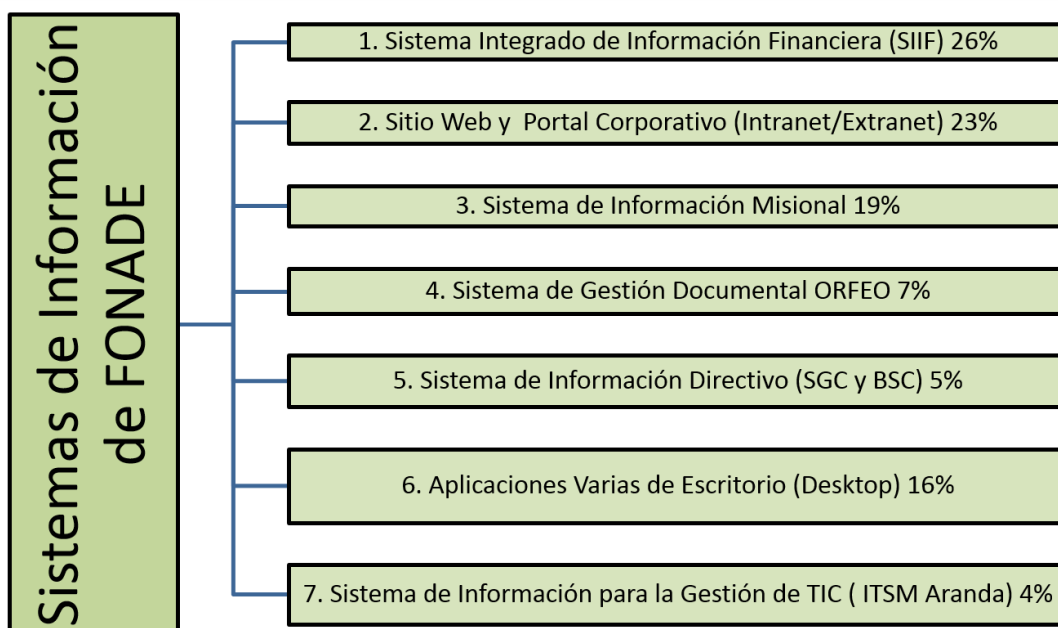 Sistemas de Información
de FONADE
1. Sistema Integrado de Información Financiera (SIIF) 26%
2. Sitio Web y Portal Corporativo (Intranet/Extranet) 23%
3. Sistema de Información Misional 19%
4. Sistema de Gestión Documental ORFEO 7%
5. Sistema de Información Directivo (SGC y BSC) 5%
6. Aplicaciones Varias de Escritorio (Desktop) 16%
7. Sistema de Información para la Gestión de TIC ( ITSM Aranda) 4%